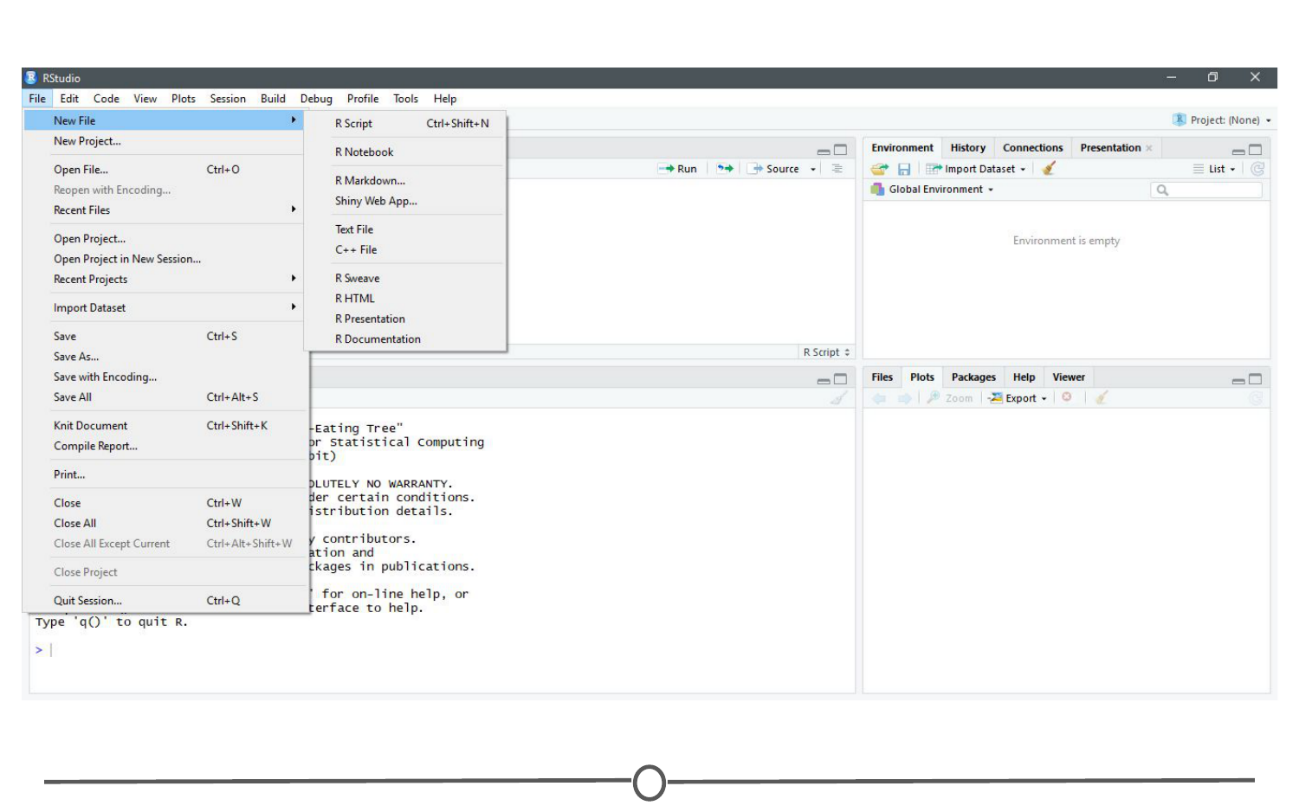 RStudio
File Edit Code View Plots Session Build Debug Profile Tools Help
New File
New Project...
Open File... Ctrl+O
Reopen with Encoding...
Recent Files
Open Project...
Open Project in New Session...
Recent Projects
Import Dataset
Save Ctrl+S
Save As...
Save with Encoding...
Save All Ctrl+Alt+S
Knit Document Ctrl+Shift+K
Compile Report...
Print...
Close Ctrl+W
Close All Ctrl+Shift+W
Close All Except Current Ctrl+Alt+Shift+W
Close Project
Quit Session... Ctrl+Q
R Script Ctrl+Shift+N
R Notebook
R Markdown...
Shiny Web App...
Text File
C++ File
R Sweave
R HTML
R Presentation
R Documentation
Run Source
R Script
Project: (None)
Environment History Connections Presentation
Import Dataset List
Global Environment
Environment is empty
Files Plots Packages Help Viewer
Zoom Export
-Eating Tree"
or Statistical Computing
bit)
OLUTELY NO WARRANTY.
der certain conditions.
istribution details.
y contributors.
ation and
ckages in publications.
' for on-line help, or
terface to help.
Type 'q()' to quit R.
>